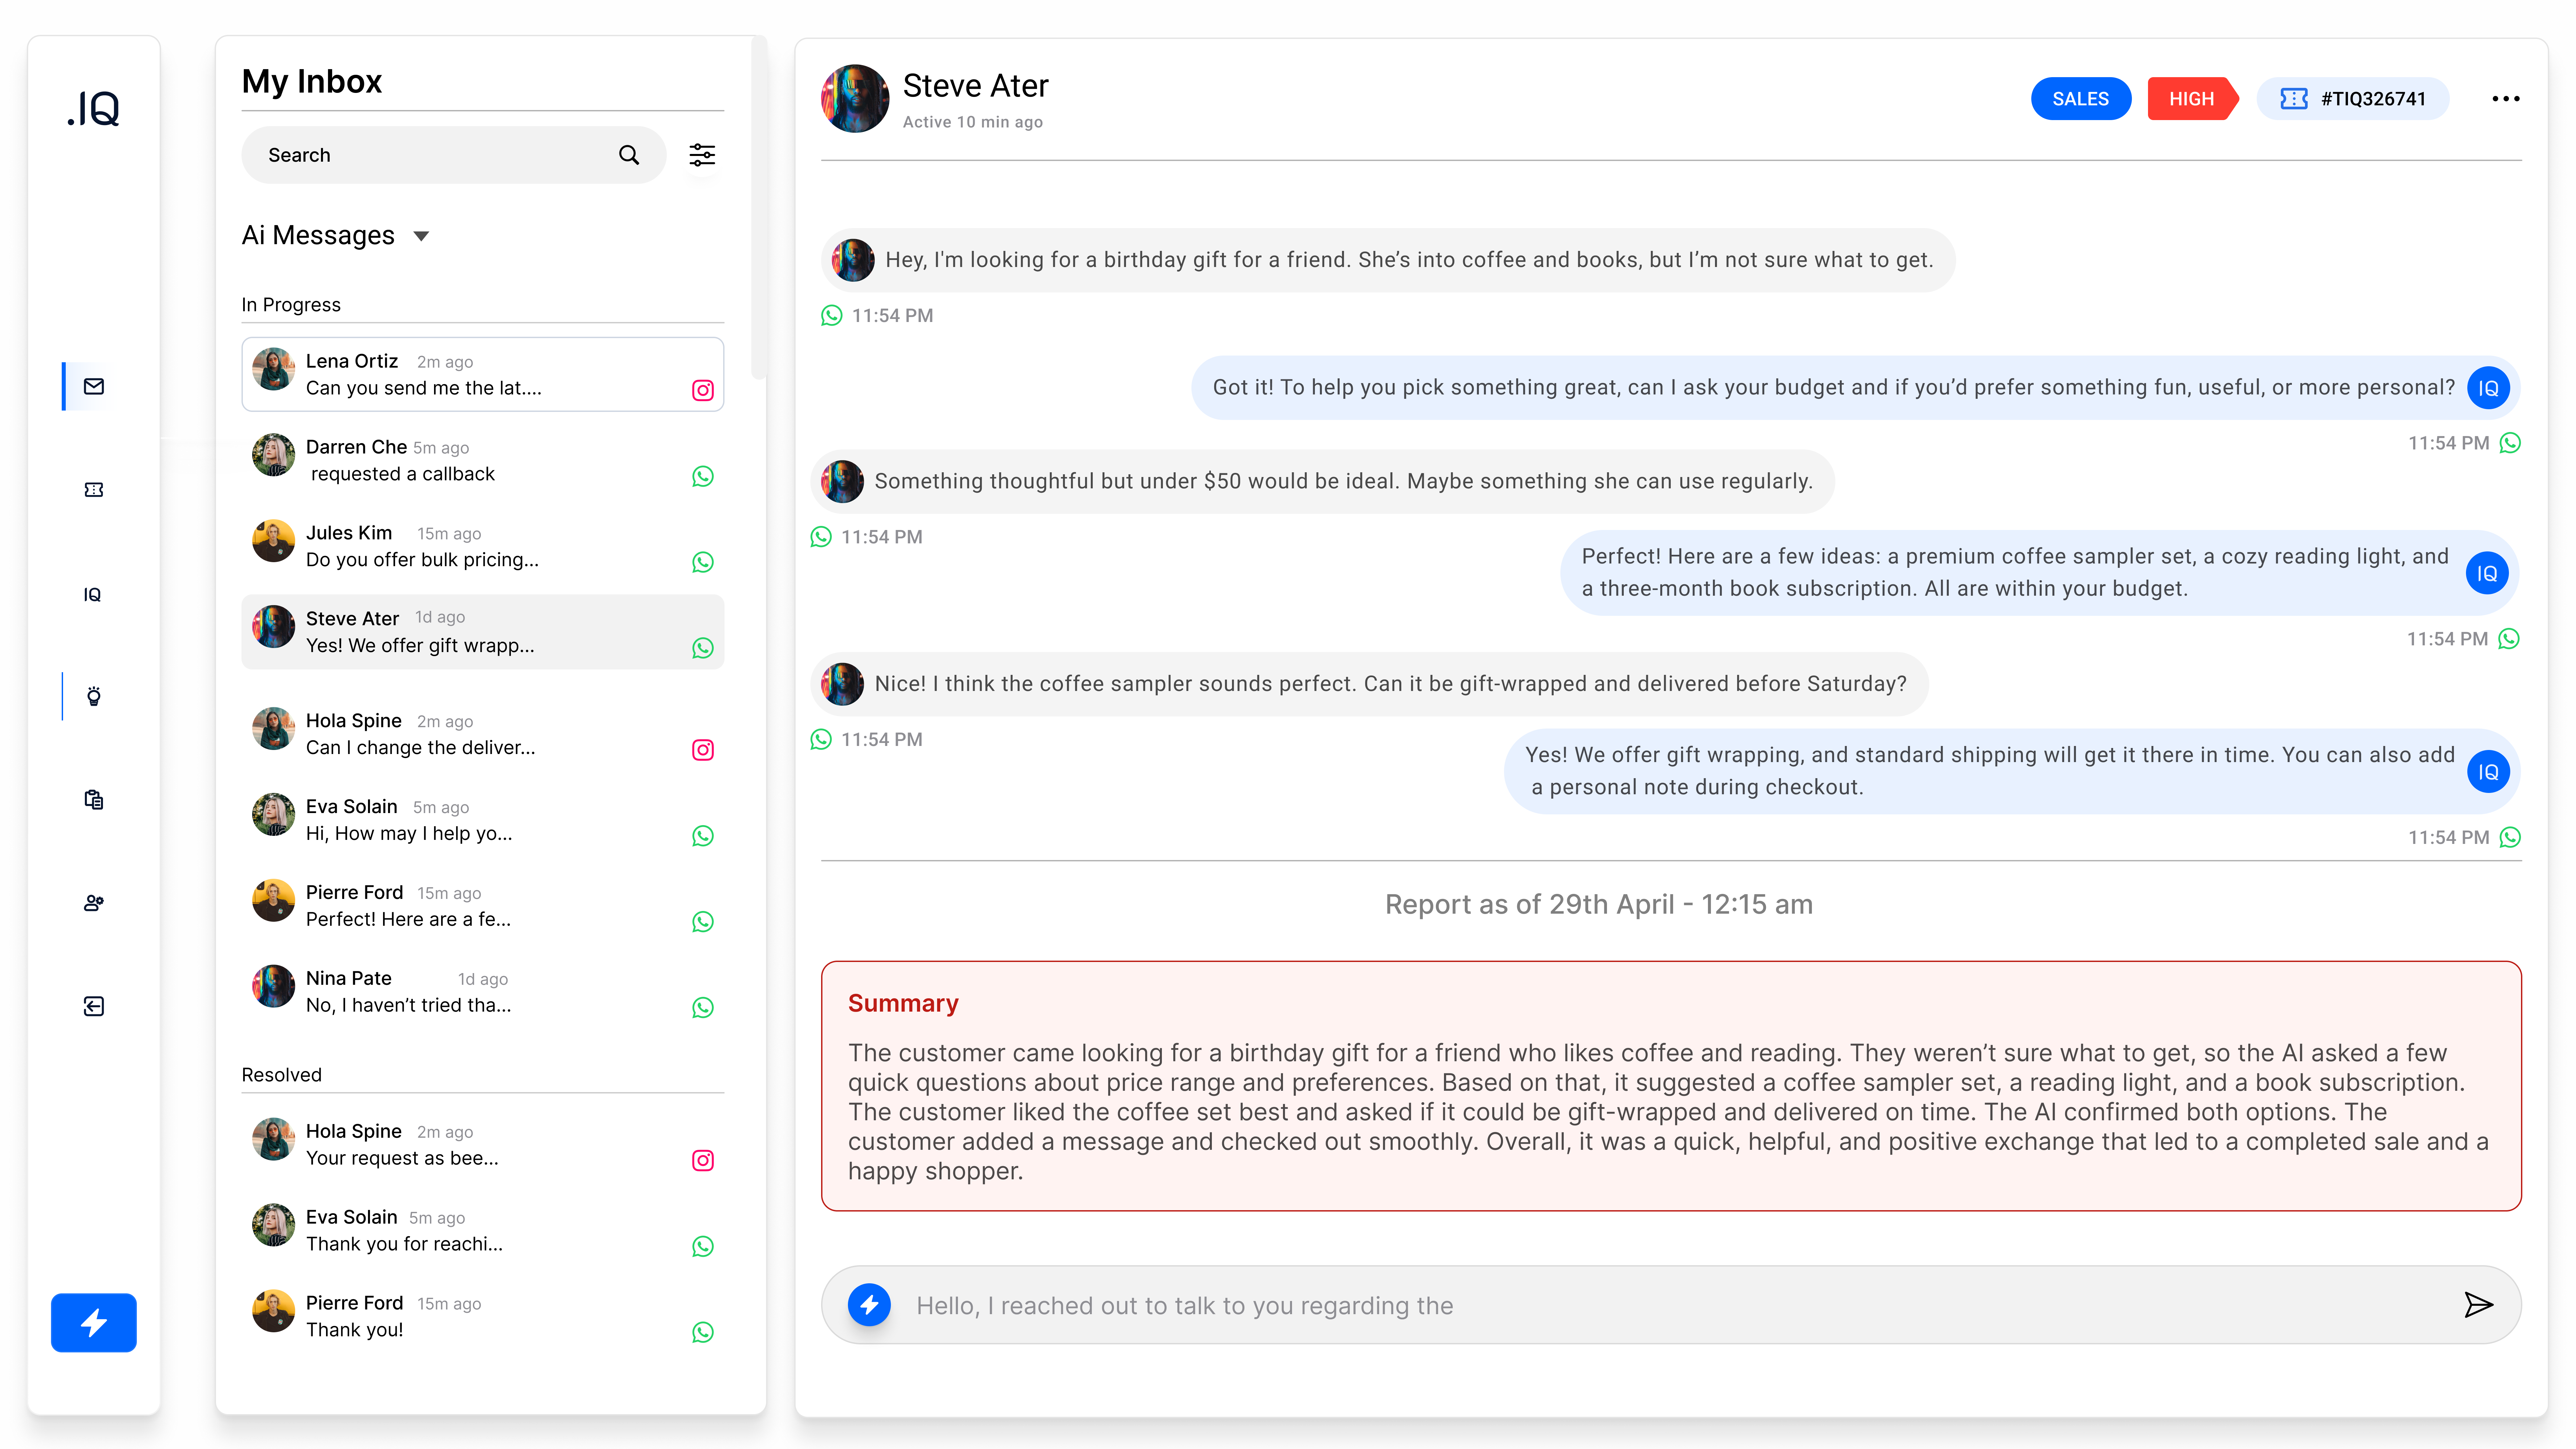 .IQ
My Inbox
Search
Ai Messages
In Progress
Lena Ortiz 2m ago
Can you send me the lat....
Darren Che 5m ago
requested a callback
Jules Kim 15m ago
Do you offer bulk pricing...
IQ
Steve Ater 1d ago
Yes! We offer gift wrapp...
Hola Spine 2m ago
Can I change the deliver...
Eva Solain 5m ago
Hi, How may I help yo...
Pierre Ford 15m ago
Perfect! Here are a fe...
Nina Pate 1d ago
No, I haven’t tried tha...
Resolved
Hola Spine 2m ago
Your request as bee...
Eva Solain 5m ago
Thank you for reachi...
Pierre Ford 15m ago
Thank you!
Steve Ater
Active 10 min ago
SALES
HIGH
#TIQ326741
Hey, I'm looking for a birthday gift for a friend. She’s into coffee and books, but I’m not sure what to get.
11:54 PM
Got it! To help you pick something great, can I ask your budget and if you’d prefer something fun, useful, or more personal?
IQ
11:54 PM
Something thoughtful but under $50 would be ideal. Maybe something she can use regularly.
11:54 PM
Perfect! Here are a few ideas: a premium coffee sampler set, a cozy reading light, and
a three-month book subscription. All are within your budget.
IQ
11:54 PM
Nice! I think the coffee sampler sounds perfect. Can it be gift-wrapped and delivered before Saturday?
11:54 PM
Yes! We offer gift wrapping, and standard shipping will get it there in time. You can also add
a personal note during checkout.
IQ
11:54 PM
Report as of 29th April - 12:15 am
Summary
The customer came looking for a birthday gift for a friend who likes coffee and reading. They weren’t sure what to get, so the AI asked a few
quick questions about price range and preferences. Based on that, it suggested a coffee sampler set, a reading light, and a book subscription.
The customer liked the coffee set best and asked if it could be gift-wrapped and delivered on time. The AI confirmed both options. The
customer added a message and checked out smoothly. Overall, it was a quick, helpful, and positive exchange that led to a completed sale and a
happy shopper.
Hello, I reached out to talk to you regarding the